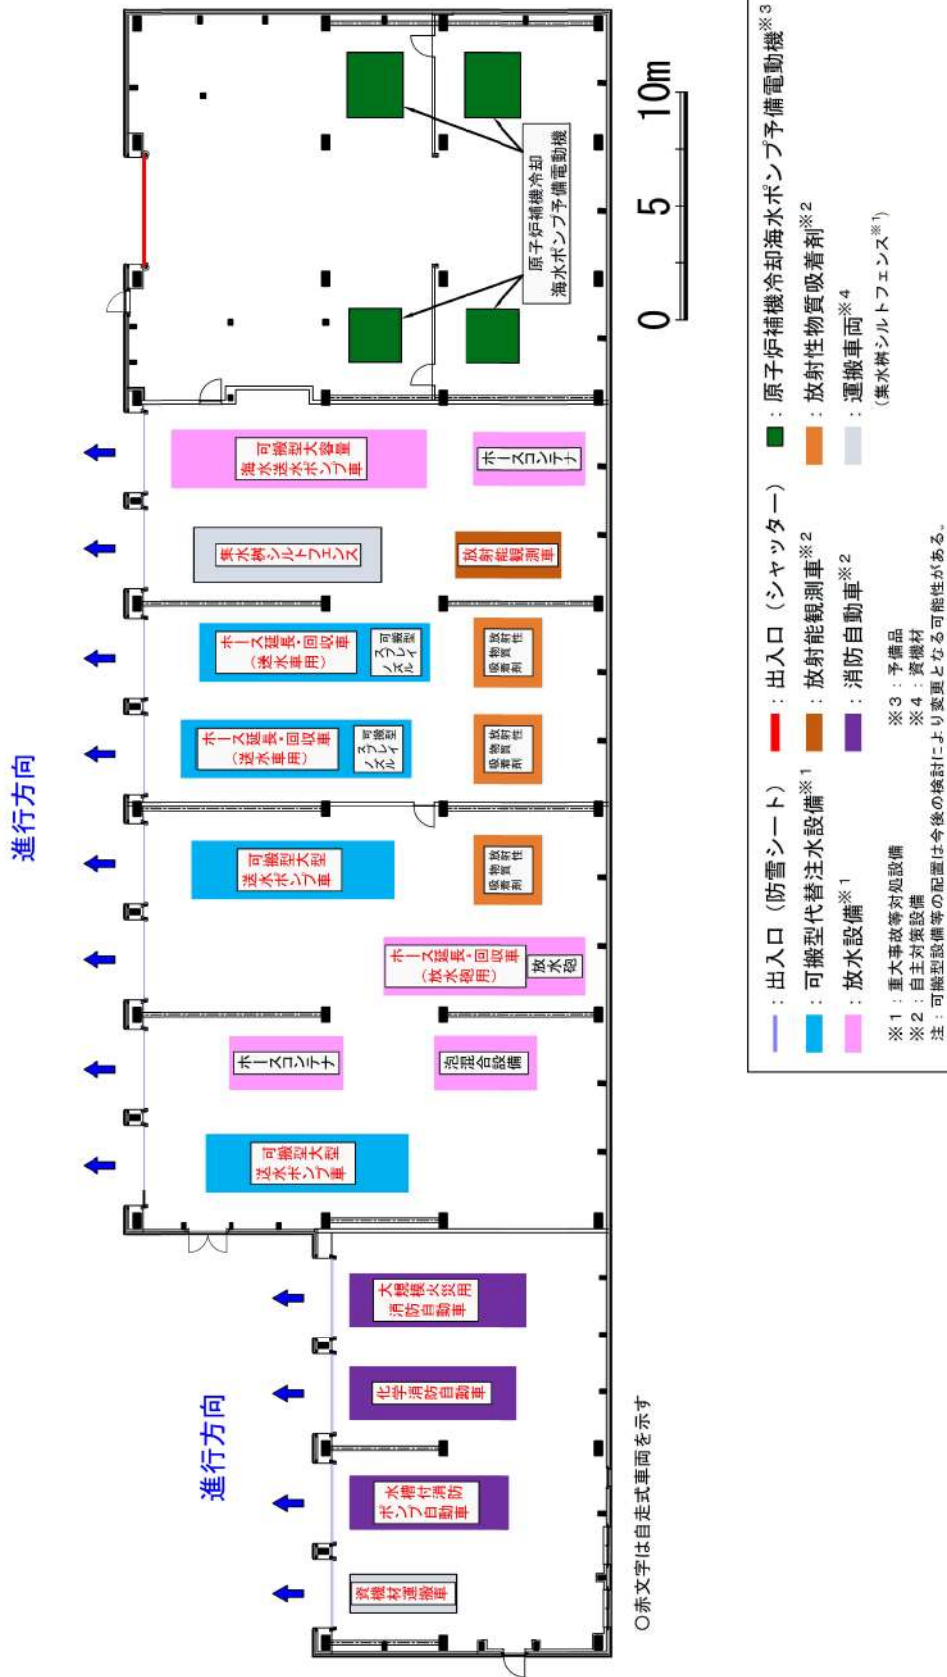 進行方向
進行方向
資機材運搬車
水槽付消防
ポンプ自動車
化学消防自動車
大規模火災用
消防自動車
可搬型大型
送水ポンプ車
ホースコンテナ
泡混合設備
ホース延長・回収車
(放水砲用)
放水砲
可搬型大型
送水ポンプ車
放射性
物質
吸着剤
ホース延長・回収車
(送水車用)
可搬型
スプレイ
ノズル
放射性
物質
吸着剤
ホース延長・回収車
(送水車用)
可搬型
スプレイ
ノズル
放射性
物質
吸着剤
集水桝シルトフェンス
放射能観測車
可搬型大容量
海水送水ポンプ車
ホースコンテナ
原子炉補機冷却
海水ポンプ予備電動機
○赤文字は自走式車両を示す
0 5 10m
:出入口(防雪シート)
:出入口(シャッター)
:原子炉補機冷却海水ポンプ予備電動機※3
:可搬型代替注水設備※1
:放射能観測車※2
:放射性物質吸着剤※2
:放水設備※1
:消防自動車※2
:運搬車両※4
(集水桝シルトフェンス※1)
※1:重大事故等対処設備
※3:予備品
※2:自主対策設備
※4:資機材
注:可搬型設備等の配置は今後の検討により変更となる可能性がある。